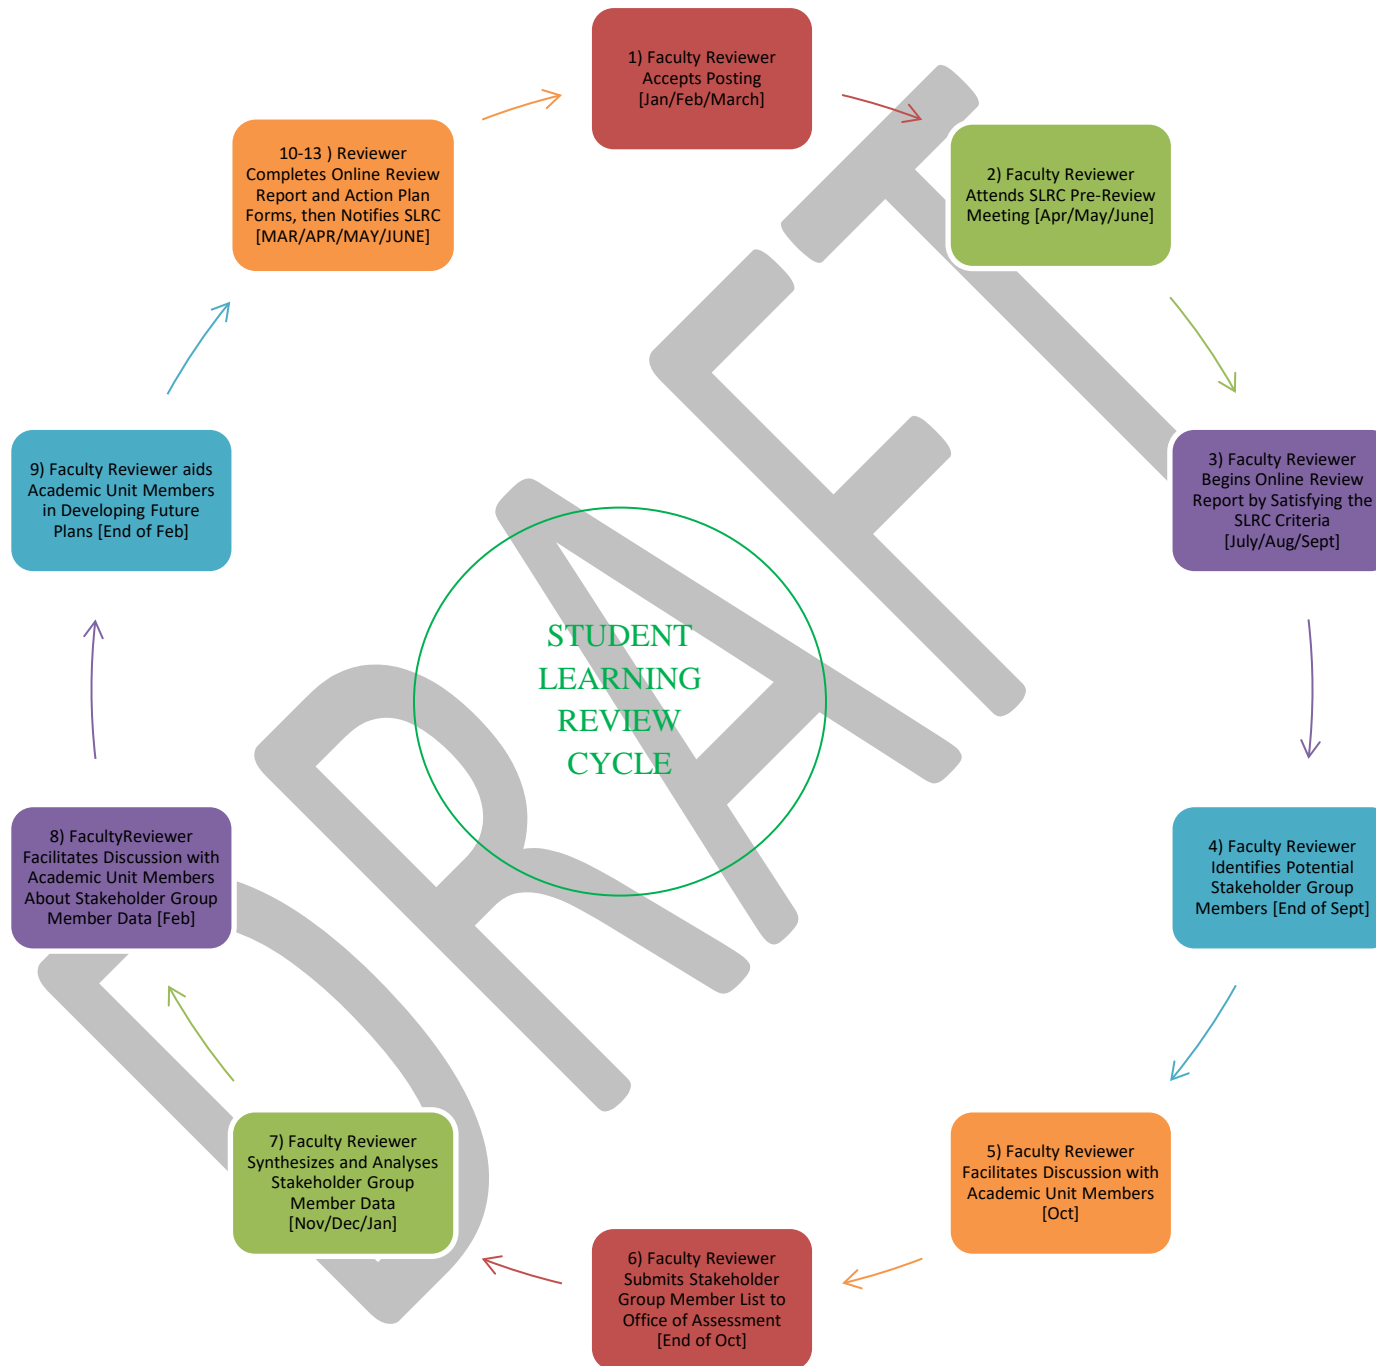 1) Faculty Reviewer
Accepts Posting
[Jan/Feb/March]
2) Faculty Reviewer
Attends SLRC Pre-Review
Meeting [Apr/May/June]
3) Faculty Reviewer
Begins Online Review
Report by Satisfying the
SLRC Criteria
[July/Aug/Sept]
4) Faculty Reviewer
Identifies Potential
Stakeholder Group
Members [End of Sept]
5) Faculty Reviewer
Facilitates Discussion with
Academic Unit Members
[Oct]
6) Faculty Reviewer
Submits Stakeholder
Group Member List to
Office of Assessment
[End of Oct]
7) Faculty Reviewer
Synthesizes and Analyses
Stakeholder Group
Member Data
[Nov/Dec/Jan]
8) FacultyReviewer
Facilitates Discussion with
Academic Unit Members
About Stakeholder Group
Member Data [Feb]
9) Faculty Reviewer aids
Academic Unit Members
in Developing Future
Plans [End of Feb]
10-13 ) Reviewer
Completes Online Review
Report and Action Plan
Forms, then Notifies SLRC
[MAR/APR/MAY/JUNE]
STUDENT
LEARNING
REVIEW
CYCLE
DRAFT